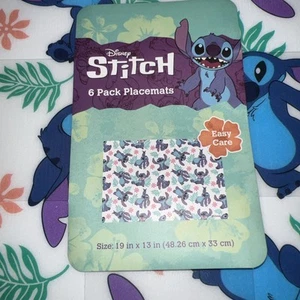 Disney
STITCH
6 Pack Placemats
Easy
Care
Size: 19 in x 13 in (48.26 cm x 33 cm)